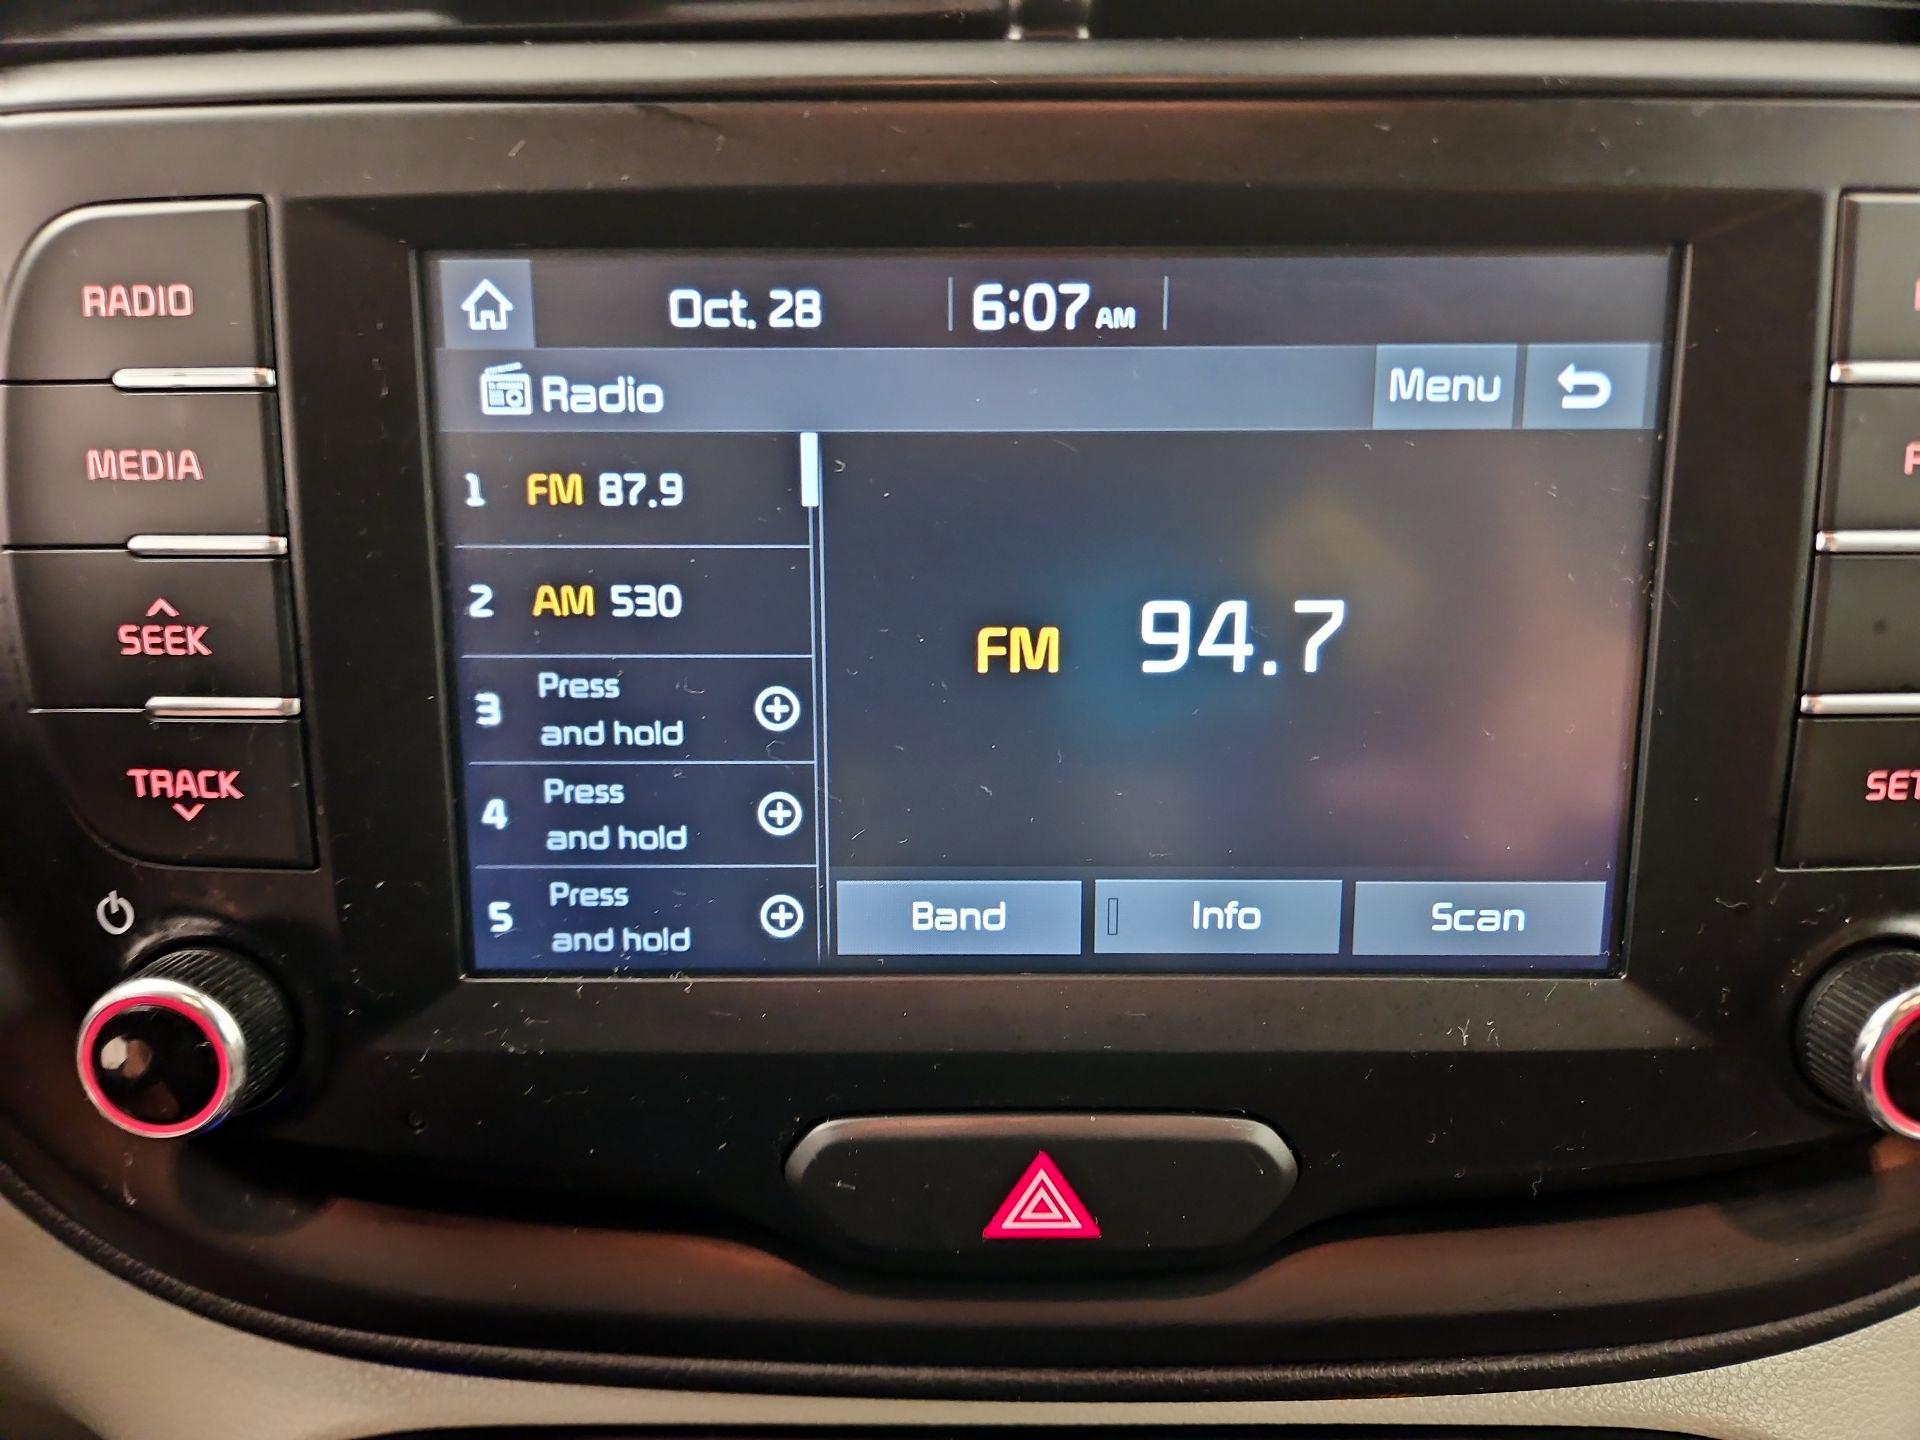 RADIO
MEDIA
SEEK
TRACK
Oct. 28 6:07 AM
Radio Menu
1 FM 87.9
2 AM 530
3 Press
and hold
4 Press
and hold
5 Press
and hold
FM 94.7
Band Info Scan